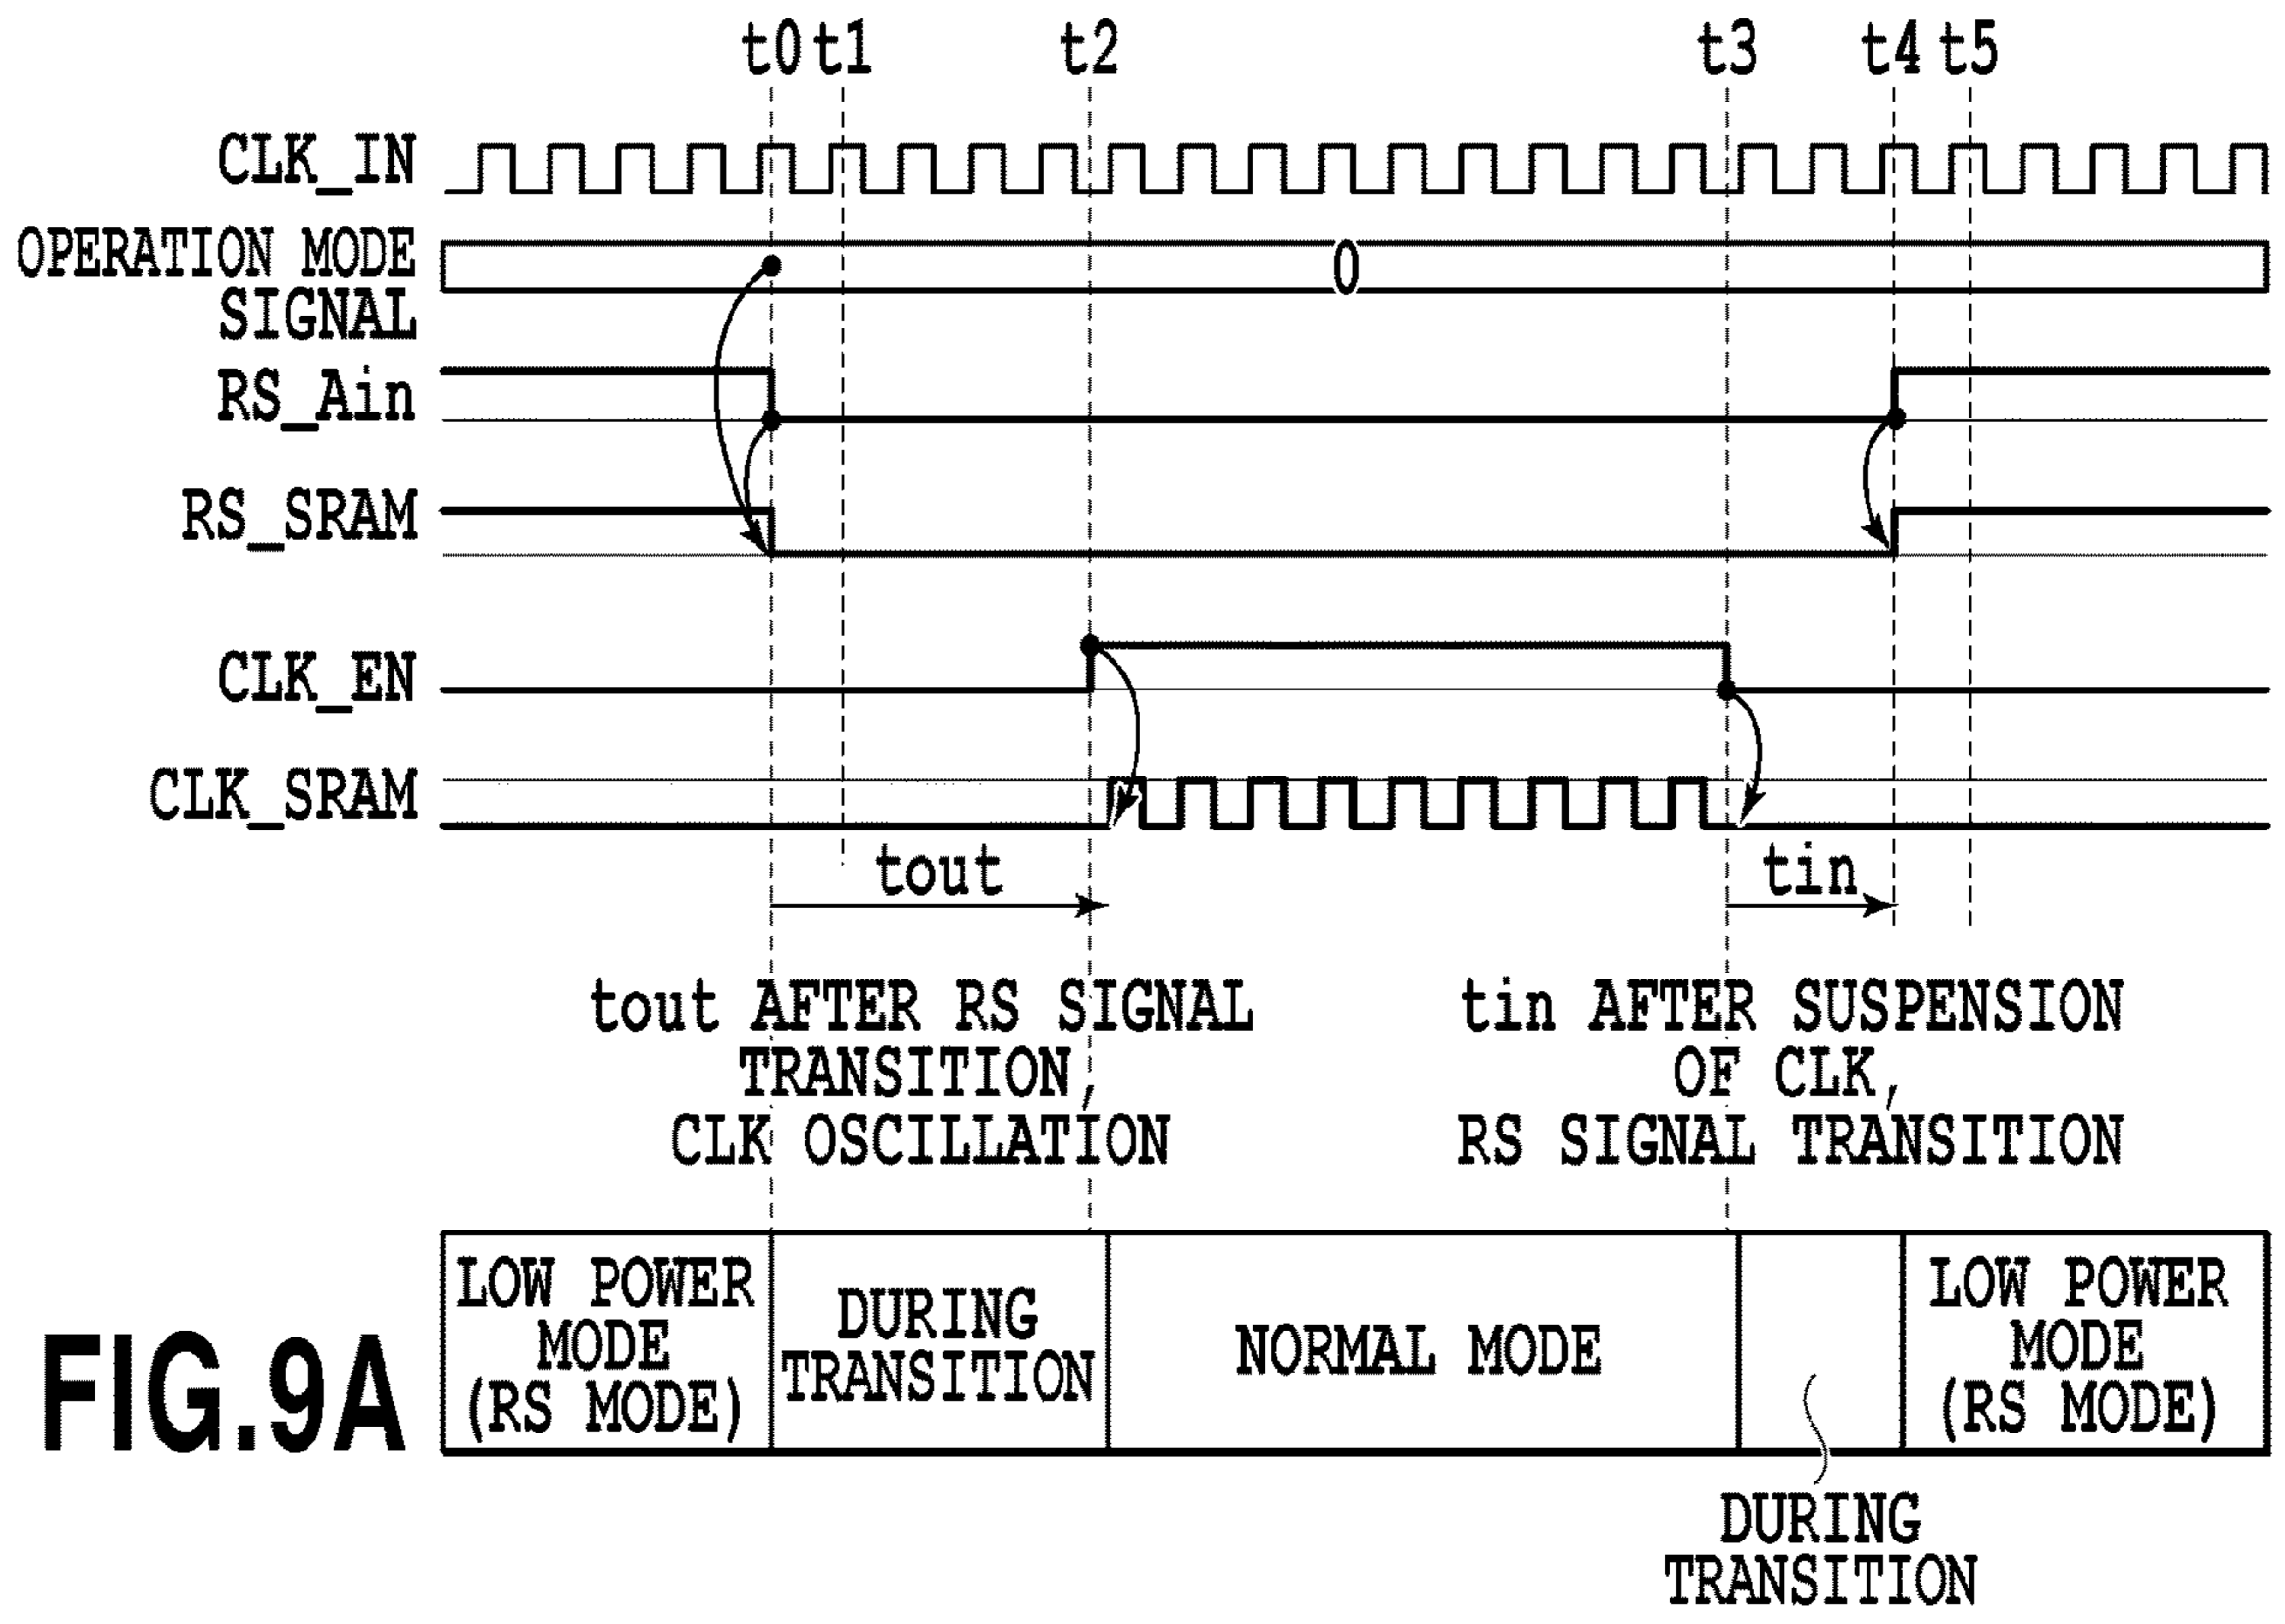 t0 t1 t2 t3 t4 t5
CLK_IN
OPERATION MODE
SIGNAL
0
RS_Ain
RS_SRAM
CLK_EN
CLK_SRAM
tout
tin
tout AFTER RS SIGNAL
TRANSITION,
CLK OSCILLATION
tin AFTER SUSPENSION
OF CLK,
RS SIGNAL TRANSITION
LOW POWER
MODE
(RS MODE)
DURING
TRANSITION
NORMAL MODE
LOW POWER
MODE
(RS MODE)
DURING
TRANSITION
FIG.9A